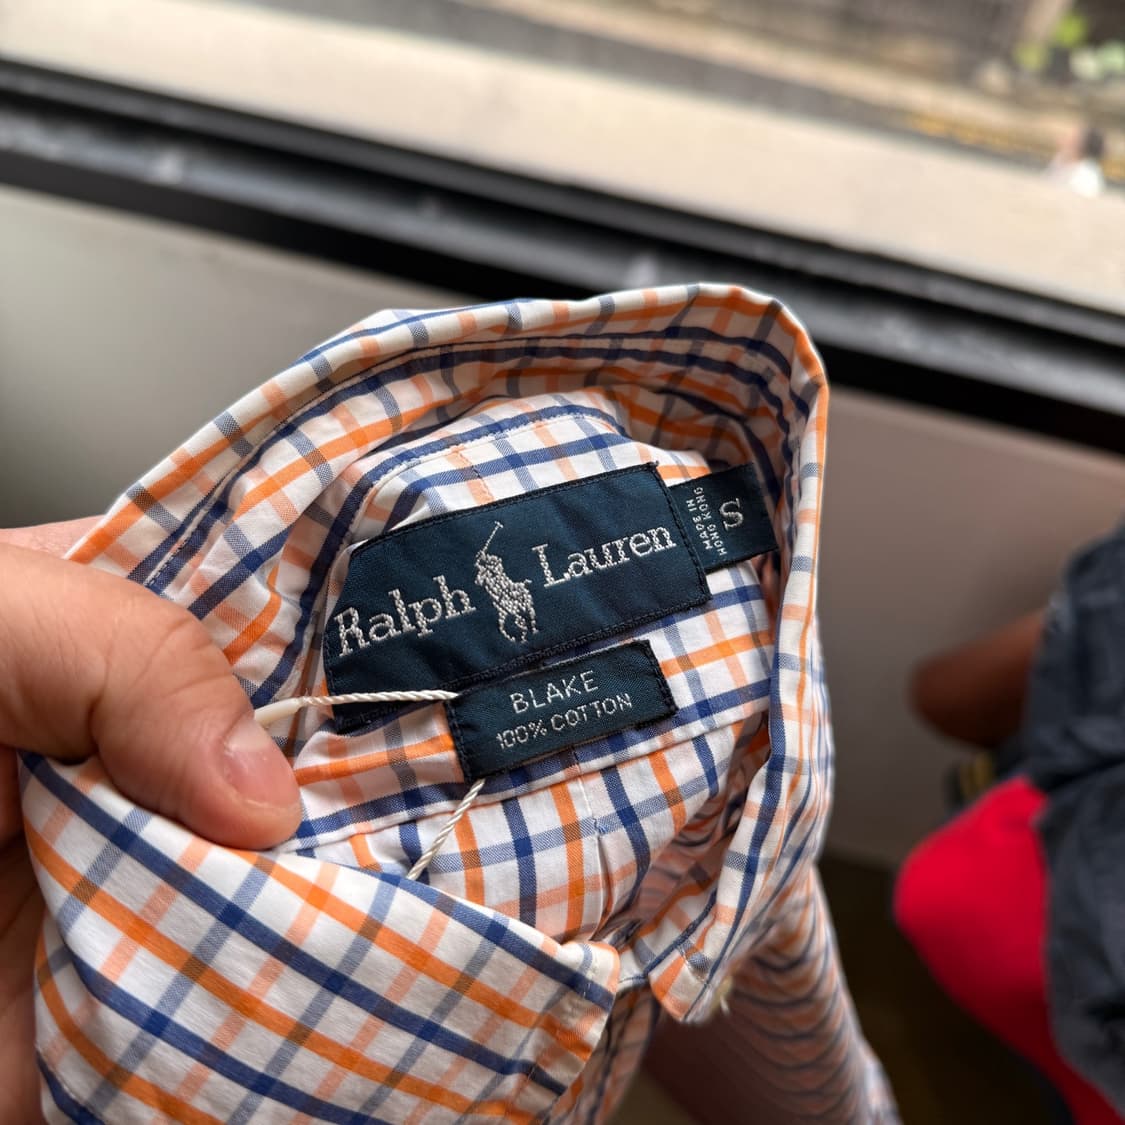 Ralph Lauren
S
MADE IN
HONG KONG
BLAKE
100% COTTON